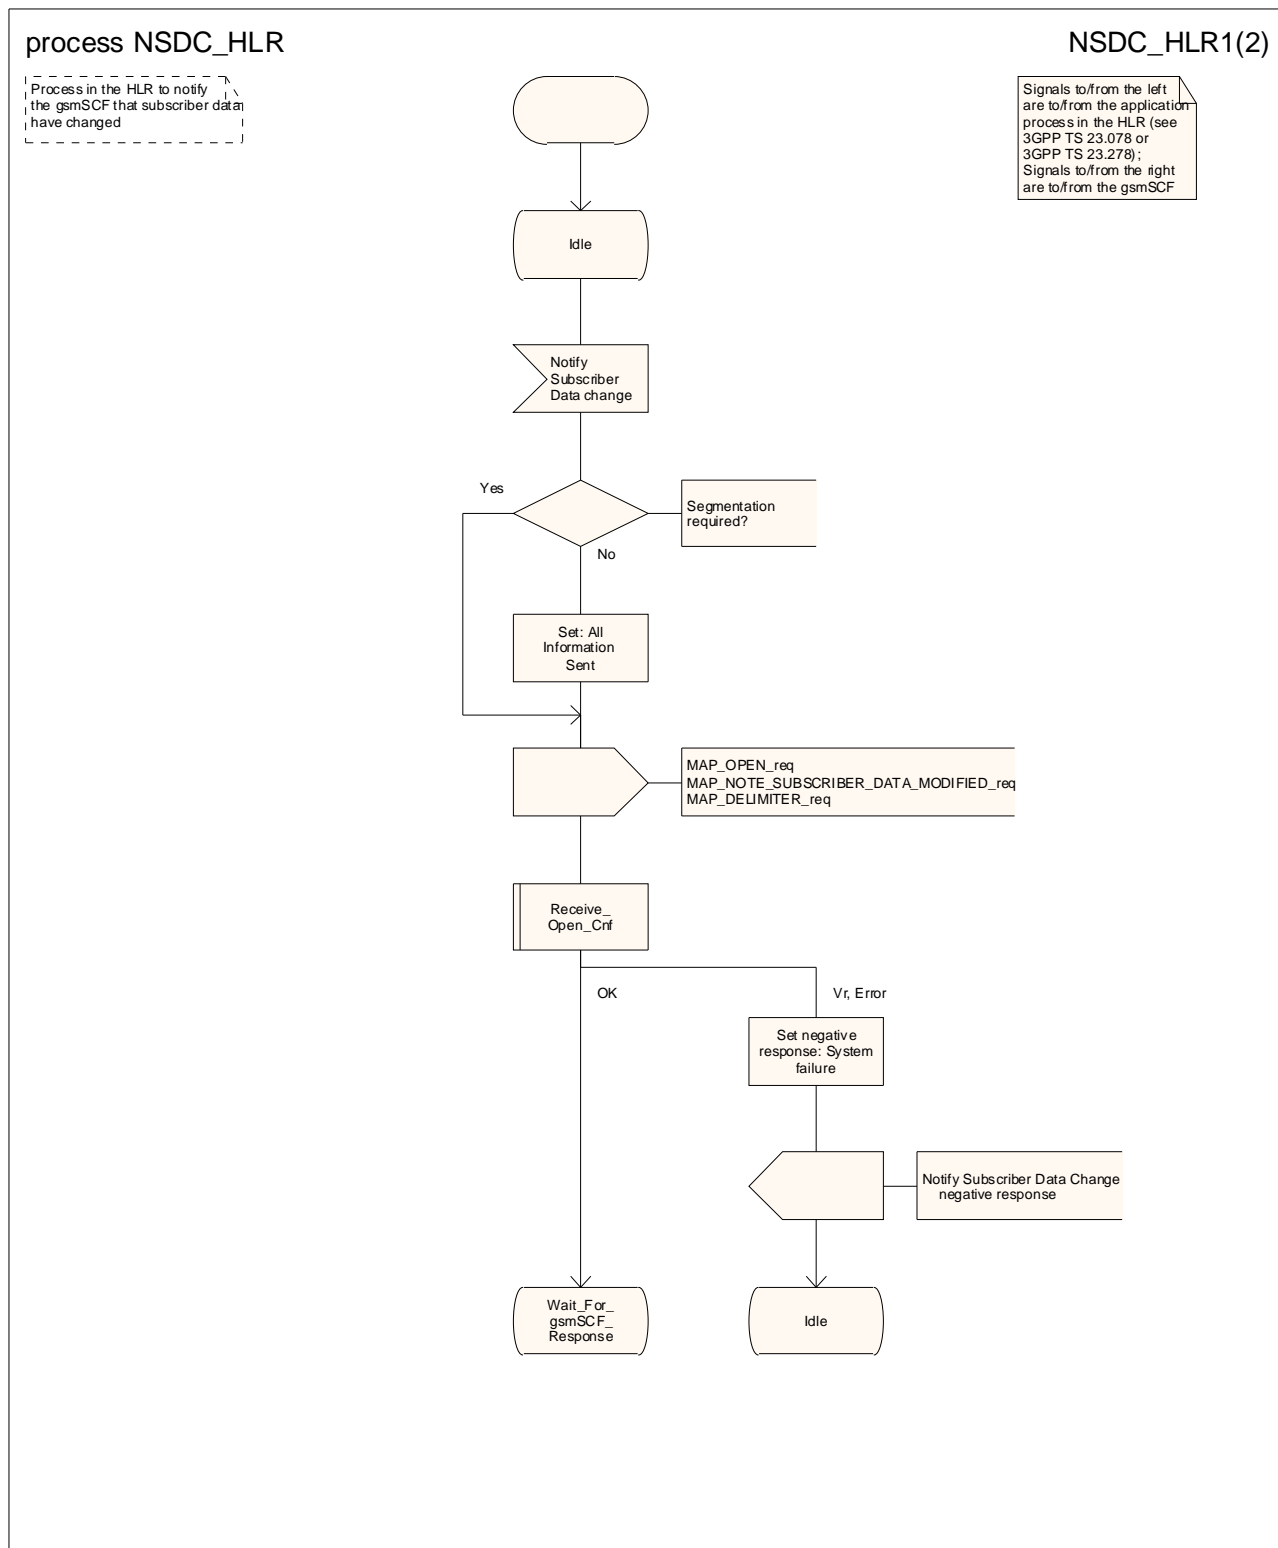 process NSDC_HLR
NSDC_HLR1(2)
Process in the HLR to notify
the gsmSCF that subscriber data
have changed
Signals to/from the left
are to/from the application
process in the HLR (see
3GPP TS 23.078 or
3GPP TS 23.278);
Signals to/from the right
are to/from the gsmSCF
Idle
Notify
Subscriber
Data change
Yes
Segmentation
required?
No
Set: All
Information
Sent
MAP_OPEN_req
MAP_NOTE_SUBSCRIBER_DATA_MODIFIED_req
MAP_DELIMITER_req
Receive_
Open_Cnf
OK
Vr, Error
Set negative
response: System
failure
Notify Subscriber Data Change
negative response
Wait_For_
gsmSCF_
Response
Idle